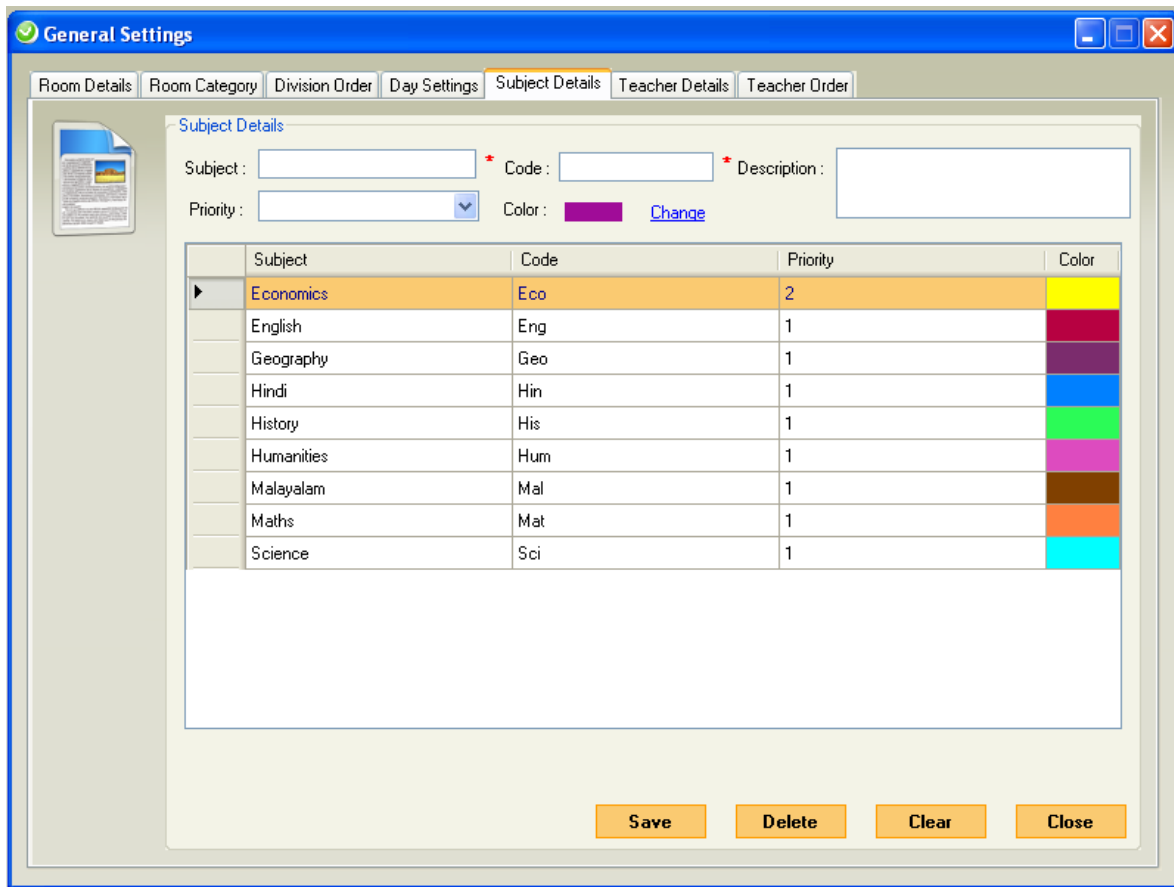 General Settings
Room Details Room Category Division Order Day Settings Subject Details Teacher Details Teacher Order
Subject Details
Subject : * Code : * Description :
Priority : Color : Change
Subject Code Priority Color
Economics Eco 2
English Eng 1
Geography Geo 1
Hindi Hin 1
History His 1
Humanities Hum 1
Malayalam Mal 1
Maths Mat 1
Science Sci 1
Save Delete Clear Close